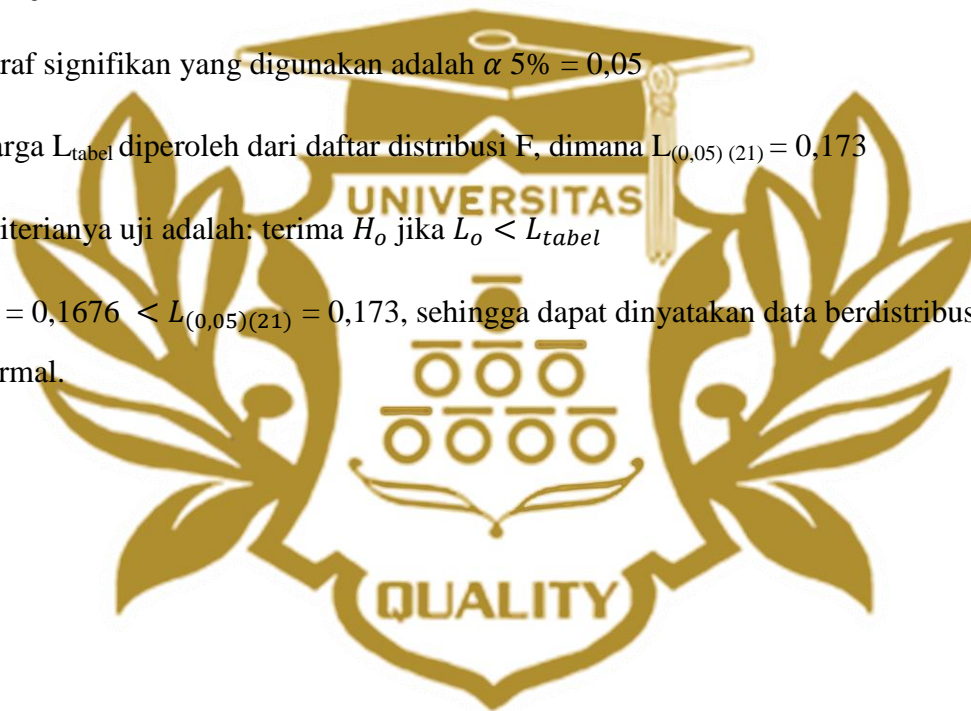 raf signifikan yang digunakan adalah α 5% = 0,05
arga Ltabel diperoleh dari daftar distribusi F, dimana L(0,05) (21) = 0,173
UNIVERSITAS
iterianya uji adalah: terima Ho jika Lo < Ltabel
= 0,1676 < L(0,05)(21) = 0,173, sehingga dapat dinyatakan data berdistribus
rmal.
QUALITY